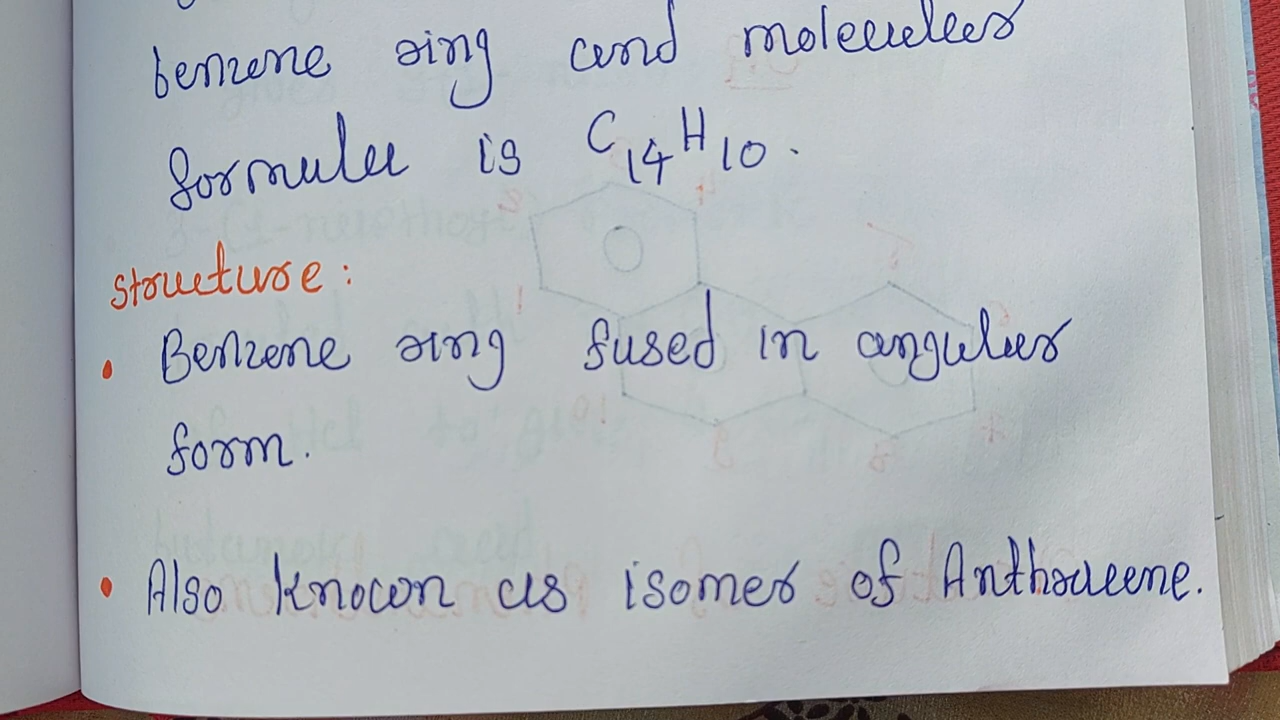 benzene ring and molecular
formula is C₁₄H₁₀.
Structure:
• Benzene ring fused in angular
form.
• Also known as isomer of Anthracene.